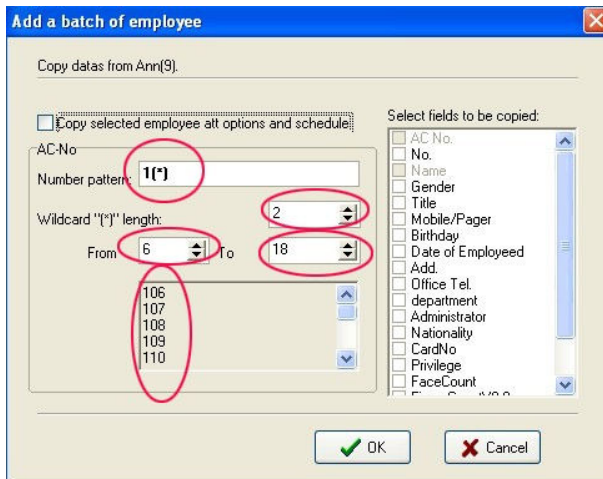 Add a batch of employee
Copy datas from Ann(9).
Copy selected employee att options and schedule
AC-No
Number pattern: 1(*)
Wildcard "(*)" length: 2
From 6 To 18
106
107
108
109
110
Select fields to be copied:
AC No.
No.
Name
Gender
Title
Mobile/Pager
Birthday
Date of Employeed
Add.
Office Tel.
department
Administrator
Nationality
CardNo
Privilege
FaceCount
OK
Cancel